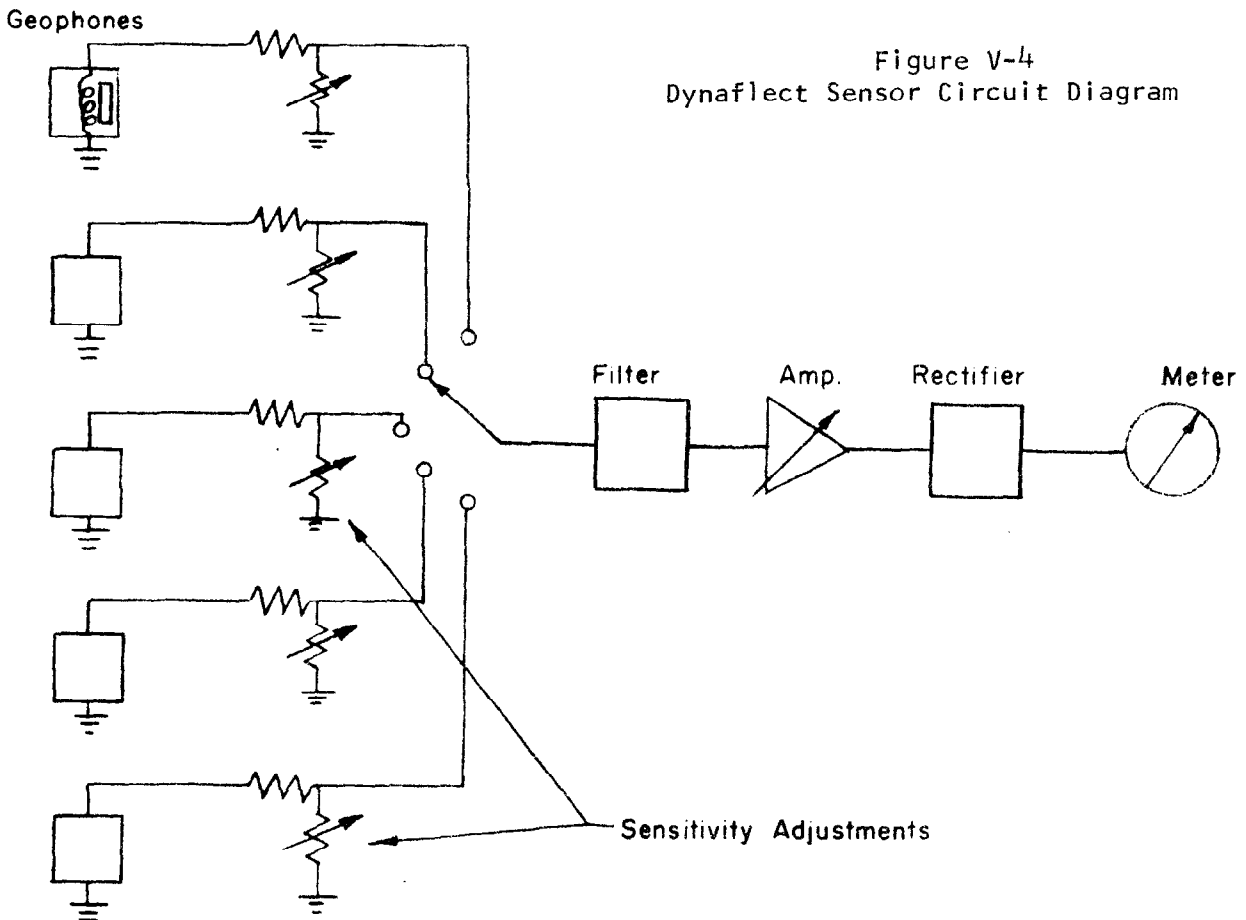 Geophones
Figure V-4
Dynaflect Sensor Circuit Diagram
Filter
Amp.
Rectifier
Meter
Sensitivity Adjustments